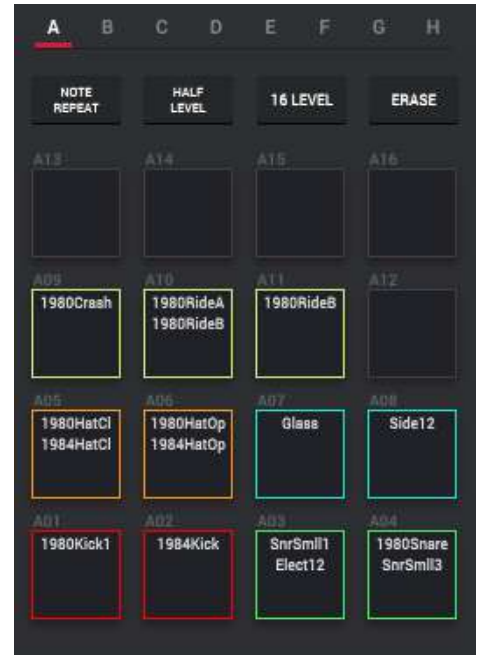 A B C D E F G H
NOTE REPEAT HALF LEVEL 16 LEVEL ERASE
A13 A14 A15 A16
A09 A10 A11 A12
1980Crash 1980RideA 1980RideB
1980RideB
A05 A06 A07 A08
1980HatCl 1980HatOp Glass Side12
1984HatCl 1984HatOp
A01 A02 A03 A04
1980Kick1 1984Kick SnrSmll1 1980Snare
Elect12 SnrSmll3